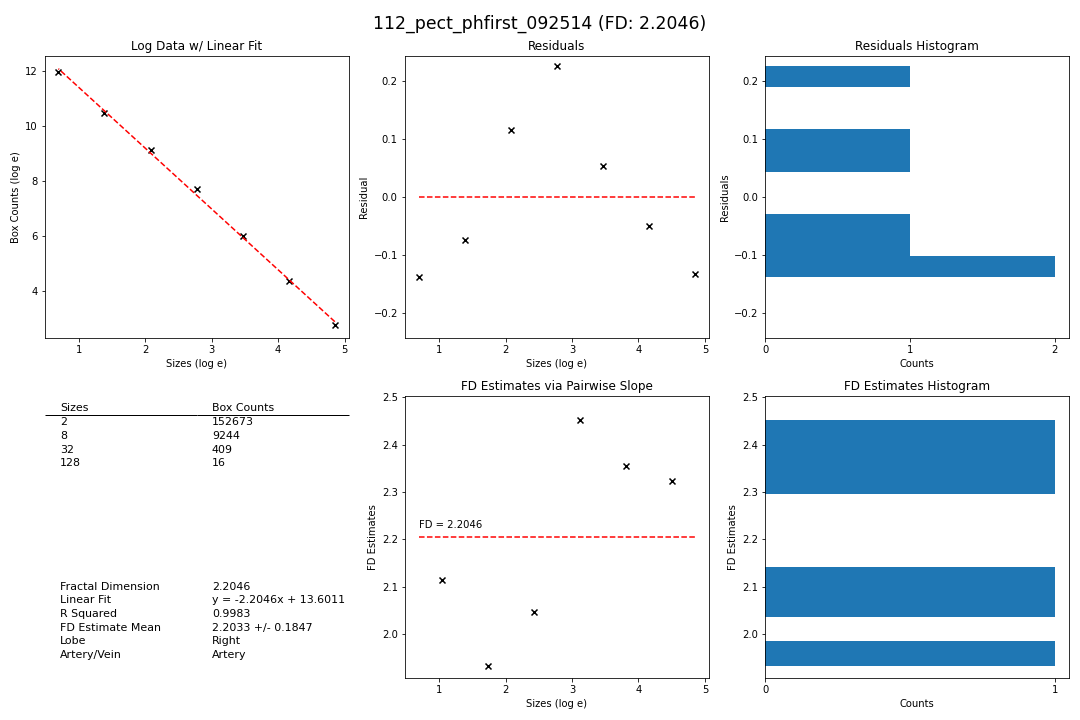 112_pect_phfirst_092514 (FD: 2.2046)
Log Data w/ Linear Fit
Box Counts (log e)
12
10
8
6
4
1 2 3 4 5
Sizes (log e)
Residuals
Residual
0.2
0.1
0.0
−0.1
−0.2
1 2 3 4 5
Sizes (log e)
Residuals Histogram
Residuals
0.2
0.1
0.0
−0.1
−0.2
0 1 2
Counts
Sizes Box Counts
2 152673
8 9244
32 409
128 16
Fractal Dimension 2.2046
Linear Fit y = -2.2046x + 13.6011
R Squared 0.9983
FD Estimate Mean 2.2033 +/- 0.1847
Lobe Right
Artery/Vein Artery
FD Estimates via Pairwise Slope
FD Estimates
2.5
2.4
2.3
2.2
2.1
2.0
FD = 2.2046
1 2 3 4 5
Sizes (log e)
FD Estimates Histogram
FD Estimates
2.5
2.4
2.3
2.2
2.1
2.0
0 1
Counts